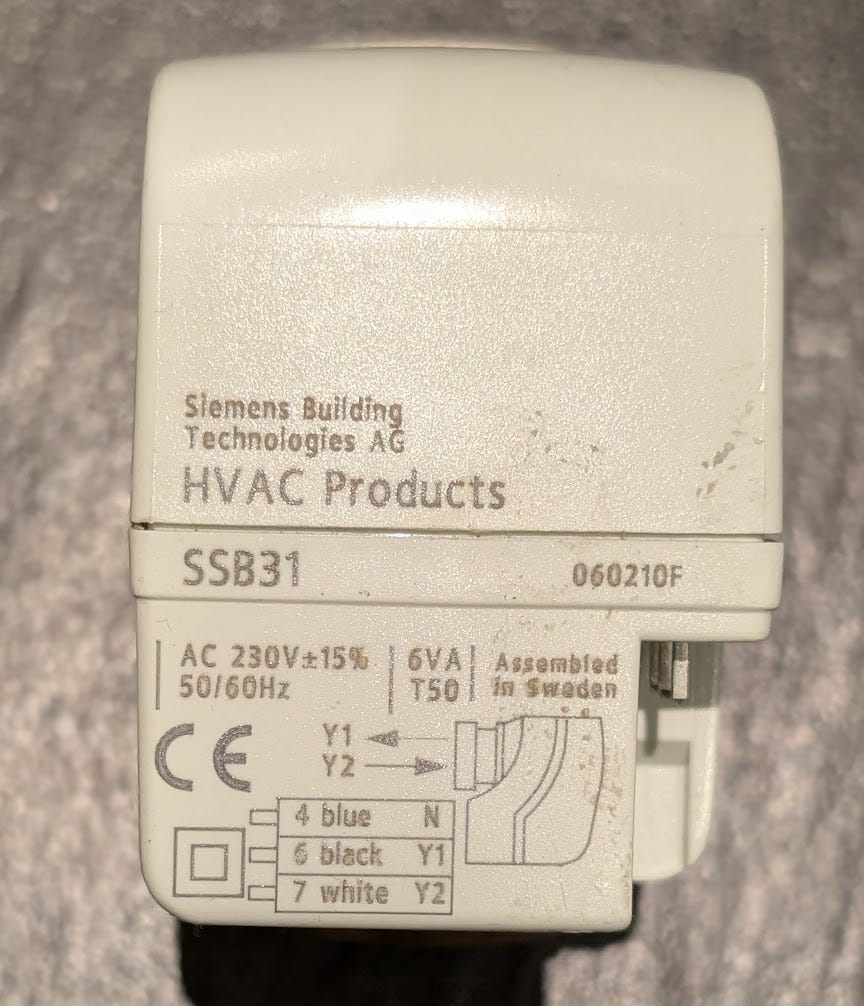 Siemens Building
Technologies AG
HVAC Products
SSB31 060210F
AC 230V±15% 6VA Assembled
50/60Hz T50 in Sweden
CE
Y1
Y2
4 blue N
6 black Y1
7 white Y2